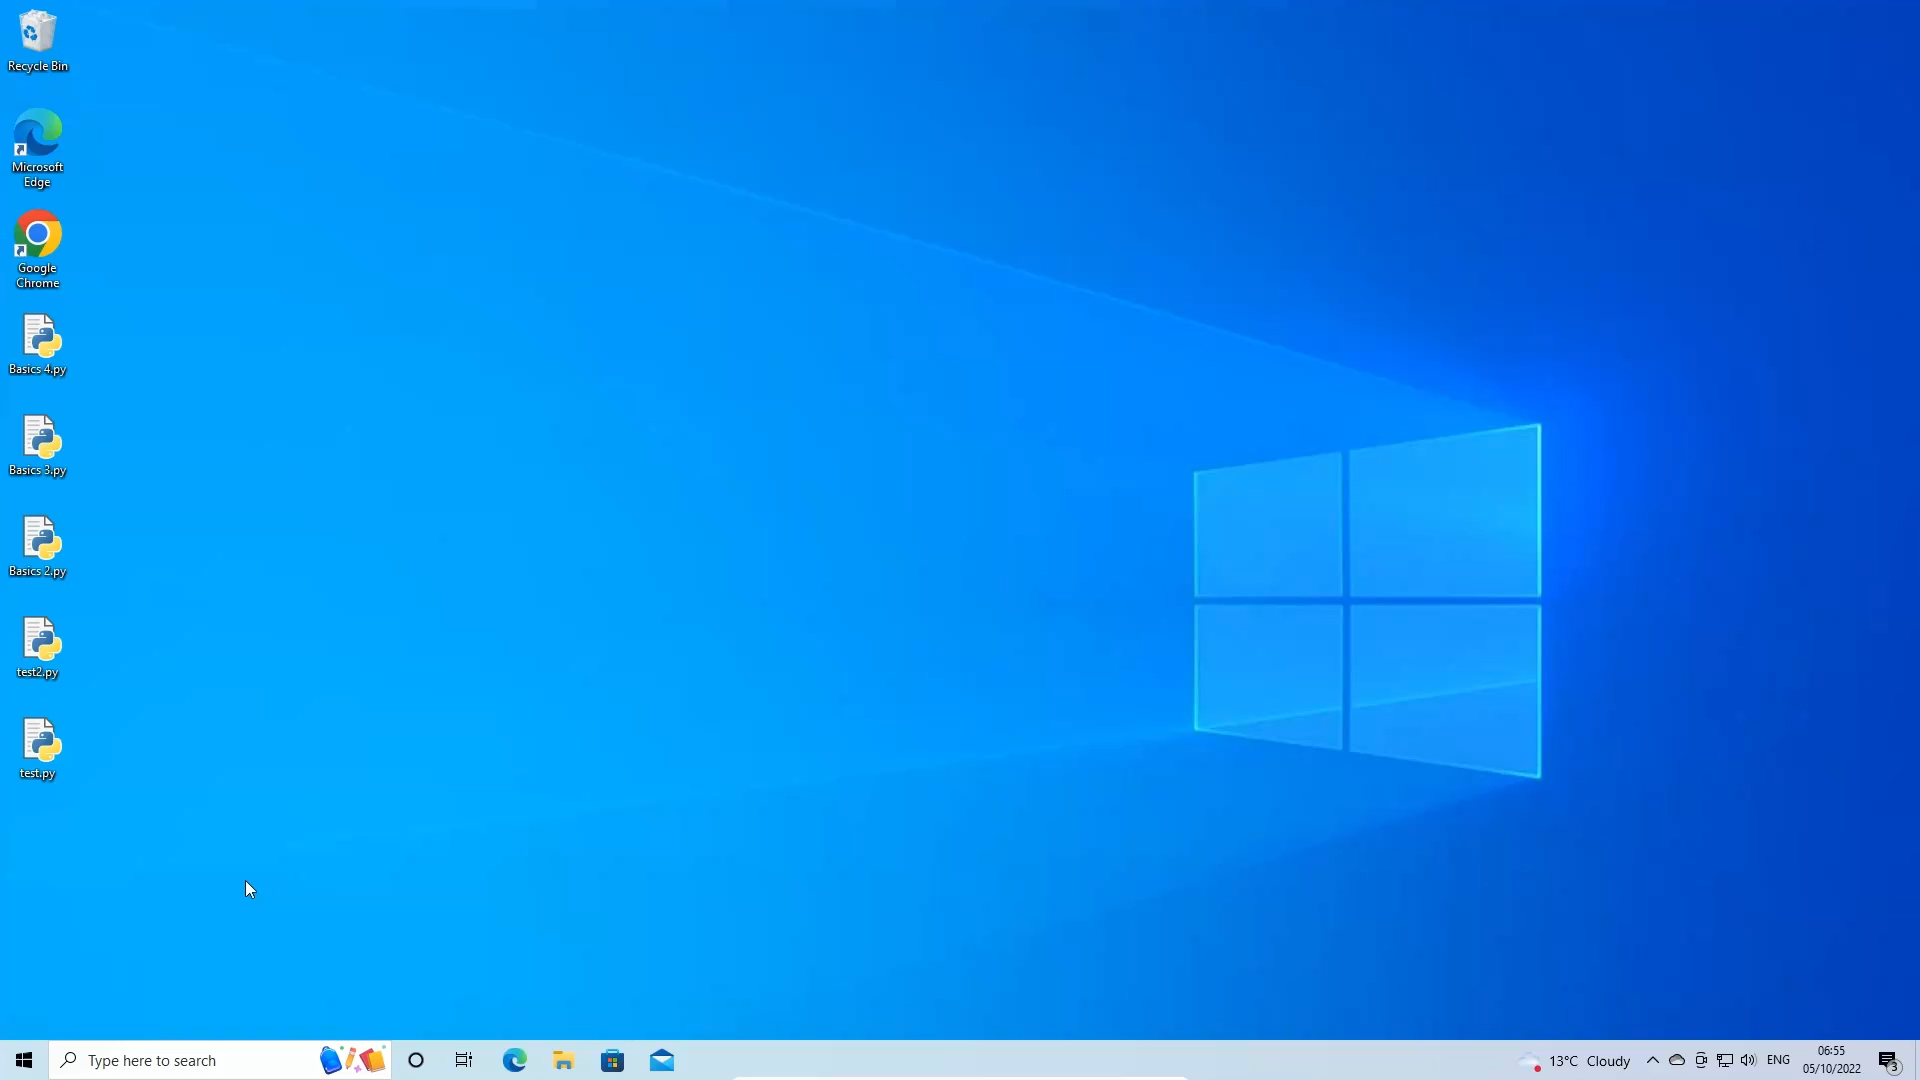 Recycle Bin
Microsoft
Edge
Google
Chrome
Basics 4.py
Basics 3.py
Basics 2.py
test2.py
test.py
Type here to search
13°C Cloudy
ENG
06:55
05/10/2022
3